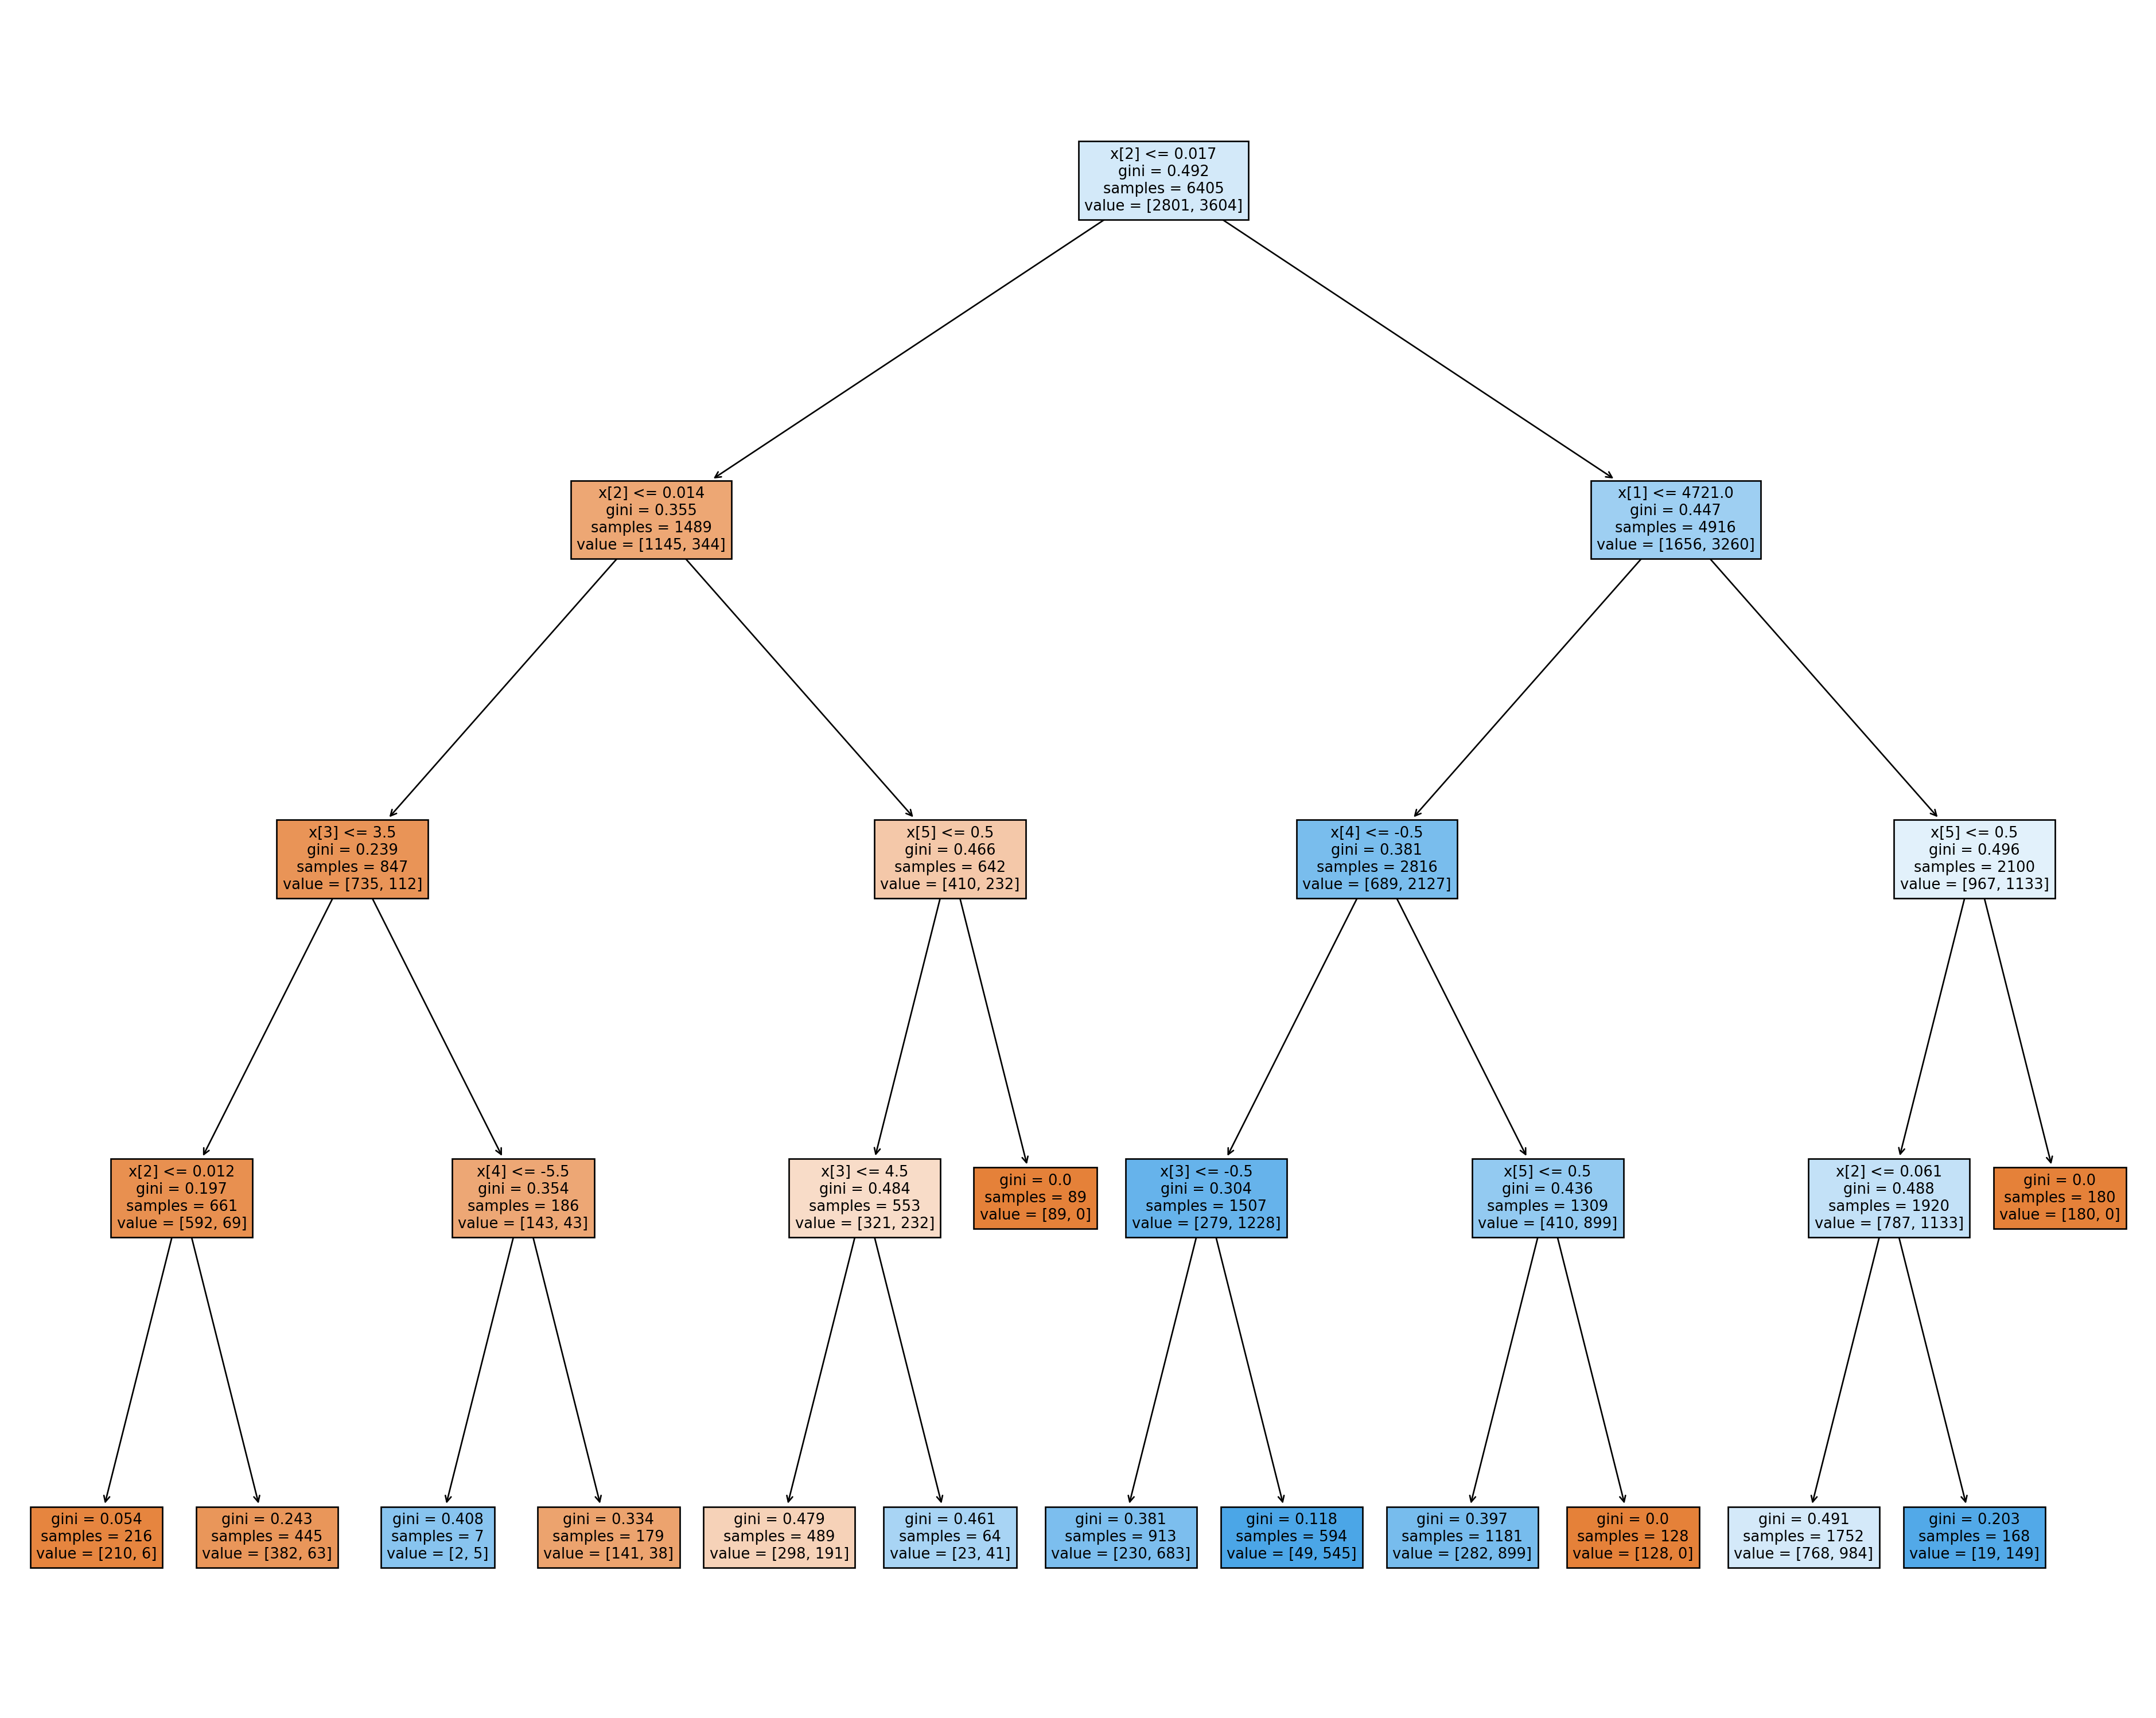 x[2] <= 0.017
gini = 0.492
samples = 6405
value = [2801, 3604]
x[2] <= 0.014
gini = 0.355
samples = 1489
value = [1145, 344]
x[1] <= 4721.0
gini = 0.447
samples = 4916
value = [1656, 3260]
x[3] <= 3.5
gini = 0.239
samples = 847
value = [735, 112]
x[5] <= 0.5
gini = 0.466
samples = 642
value = [410, 232]
x[4] <= -0.5
gini = 0.381
samples = 2816
value = [689, 2127]
x[5] <= 0.5
gini = 0.496
samples = 2100
value = [967, 1133]
x[2] <= 0.012
gini = 0.197
samples = 661
value = [592, 69]
x[4] <= -5.5
gini = 0.354
samples = 186
value = [143, 43]
x[3] <= 4.5
gini = 0.484
samples = 553
value = [321, 232]
gini = 0.0
samples = 89
value = [89, 0]
x[3] <= -0.5
gini = 0.304
samples = 1507
value = [279, 1228]
x[5] <= 0.5
gini = 0.436
samples = 1309
value = [410, 899]
x[2] <= 0.061
gini = 0.488
samples = 1920
value = [787, 1133]
gini = 0.0
samples = 180
value = [180, 0]
gini = 0.054
samples = 216
value = [210, 6]
gini = 0.243
samples = 445
value = [382, 63]
gini = 0.408
samples = 7
value = [2, 5]
gini = 0.334
samples = 179
value = [141, 38]
gini = 0.479
samples = 489
value = [298, 191]
gini = 0.461
samples = 64
value = [23, 41]
gini = 0.381
samples = 913
value = [230, 683]
gini = 0.118
samples = 594
value = [49, 545]
gini = 0.397
samples = 1181
value = [282, 899]
gini = 0.0
samples = 128
value = [128, 0]
gini = 0.491
samples = 1752
value = [768, 984]
gini = 0.203
samples = 168
value = [19, 149]